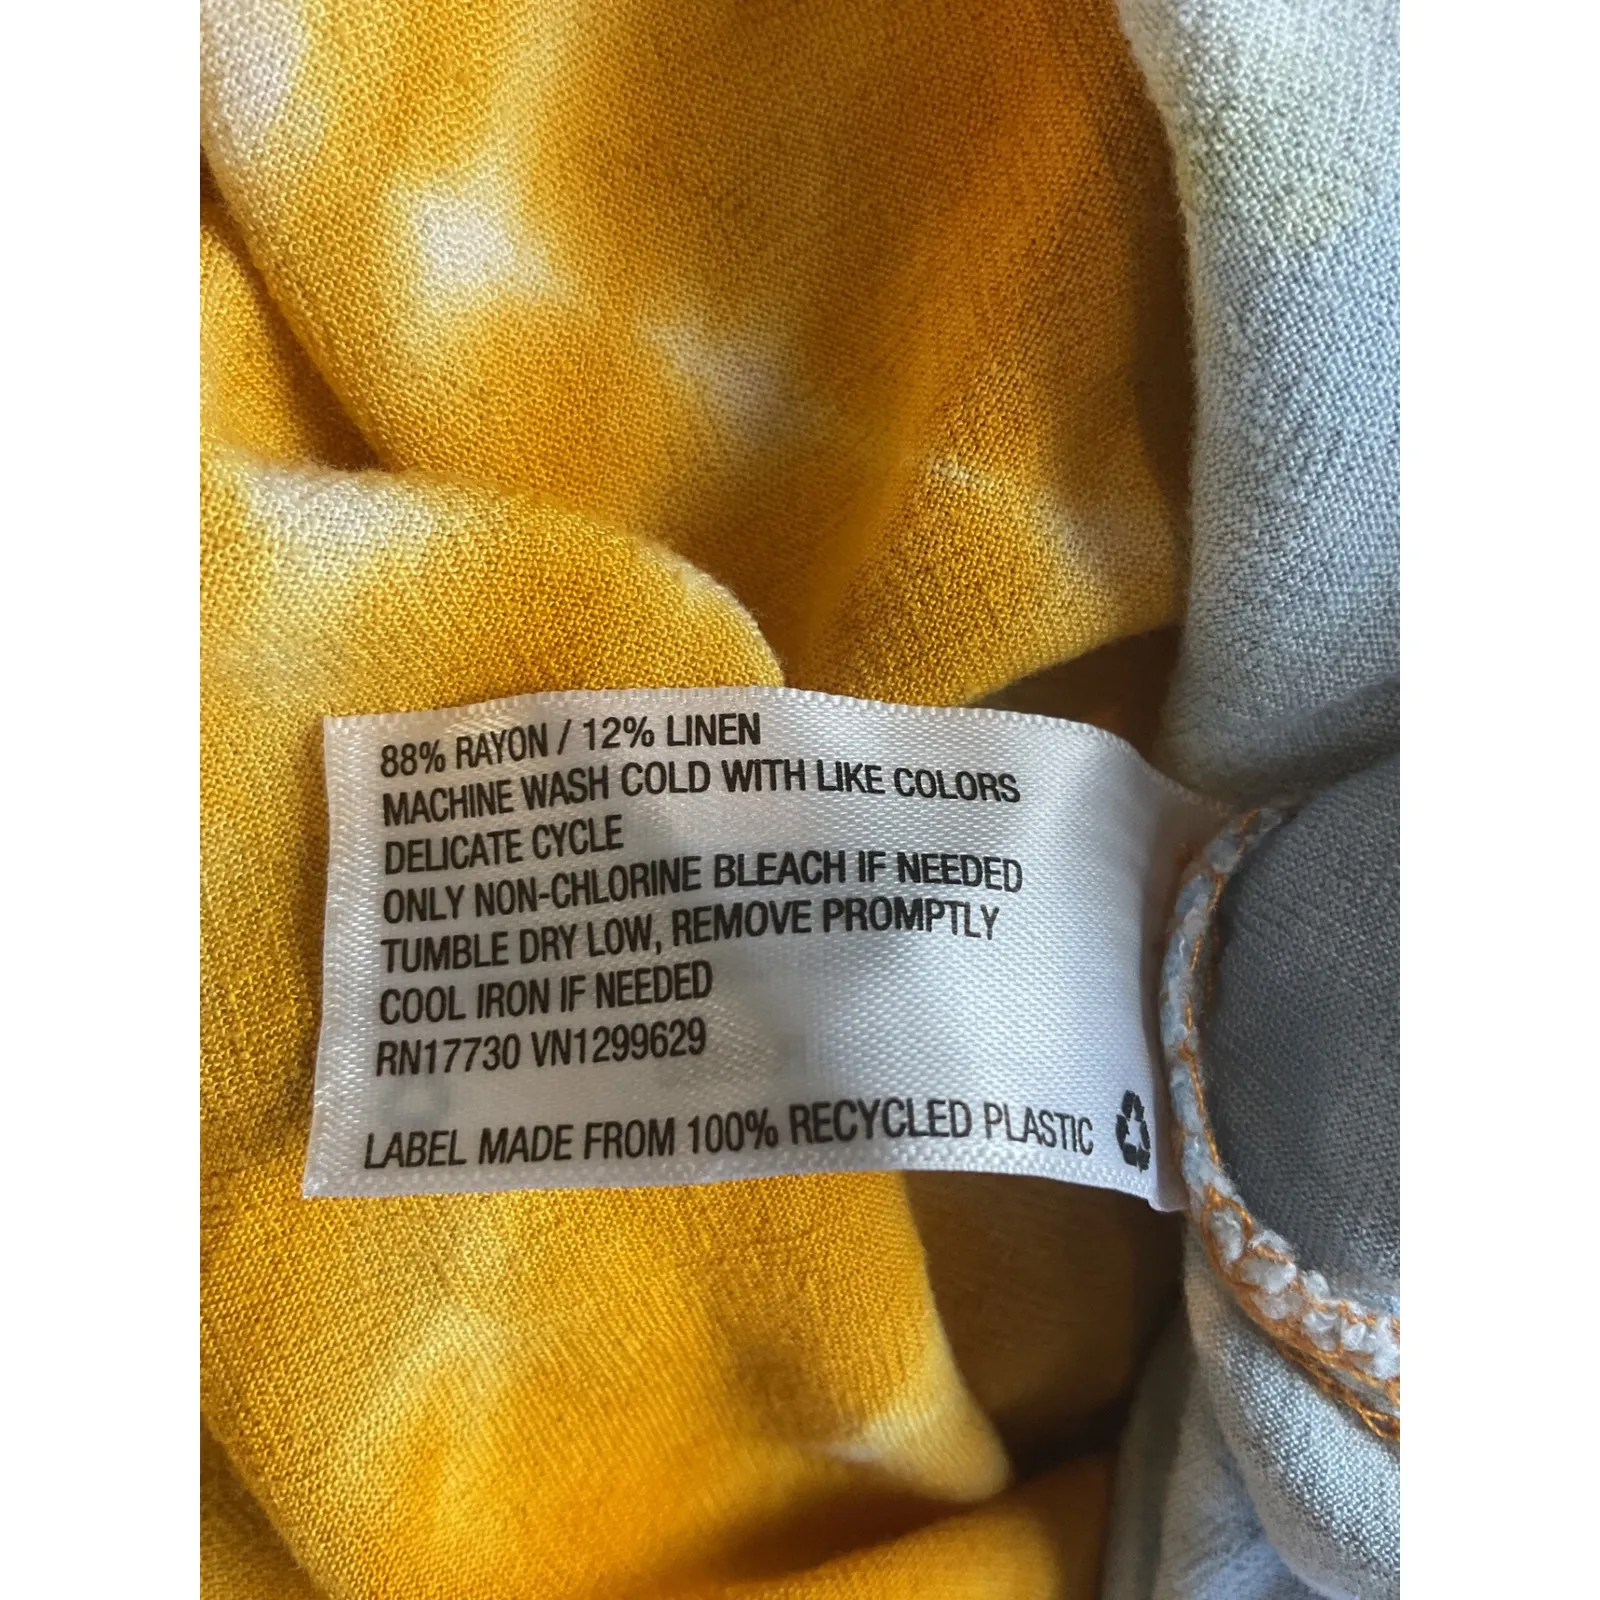 88% RAYON / 12% LINEN
MACHINE WASH COLD WITH LIKE COLORS
DELICATE CYCLE
ONLY NON-CHLORINE BLEACH IF NEEDED
TUMBLE DRY LOW, REMOVE PROMPTLY
COOL IRON IF NEEDED
RN17730 VN1299629
LABEL MADE FROM 100% RECYCLED PLASTIC